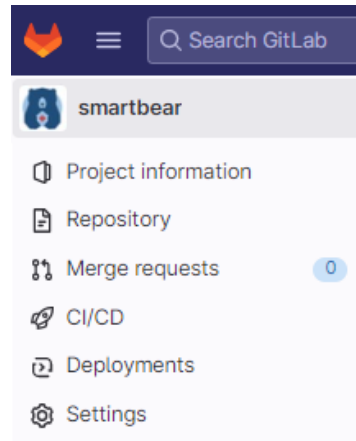 Search GitLab
smartbear
Project information
Repository
Merge requests 0
CI/CD
Deployments
Settings